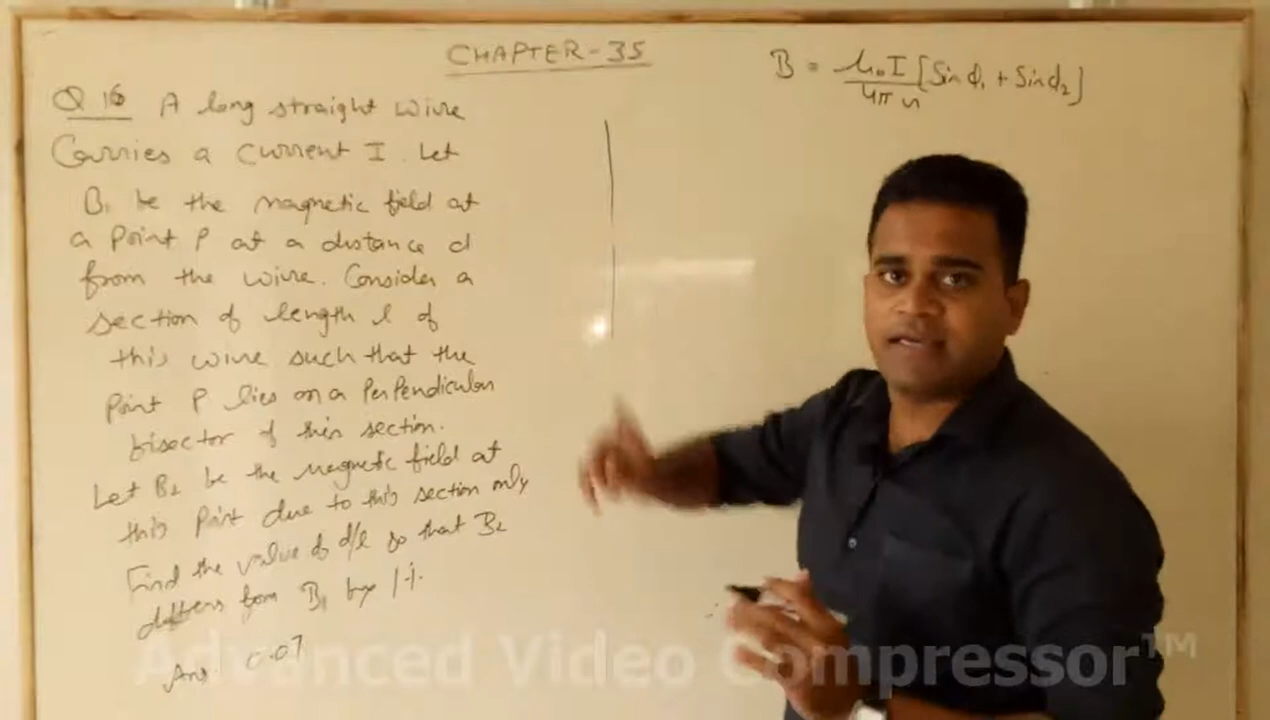 CHAPTER-35
Q 16 A long straight wire
Carries a current I. Let
B₁ be the magnetic field at
a point P at a distance d
from the wire. Consider a
section of length l of
this wire such that the
Point P lies on a Perpendicular
bisector of this section.
Let B₂ be the magnetic field at
this point due to this section only
Find the value of d/l so that B₂
differs from B₁ by 1%.
Ans. 0.07
B = μ₀I/4πr [Sin φ₁ + Sin φ₂]
Advanced Video Compressor™